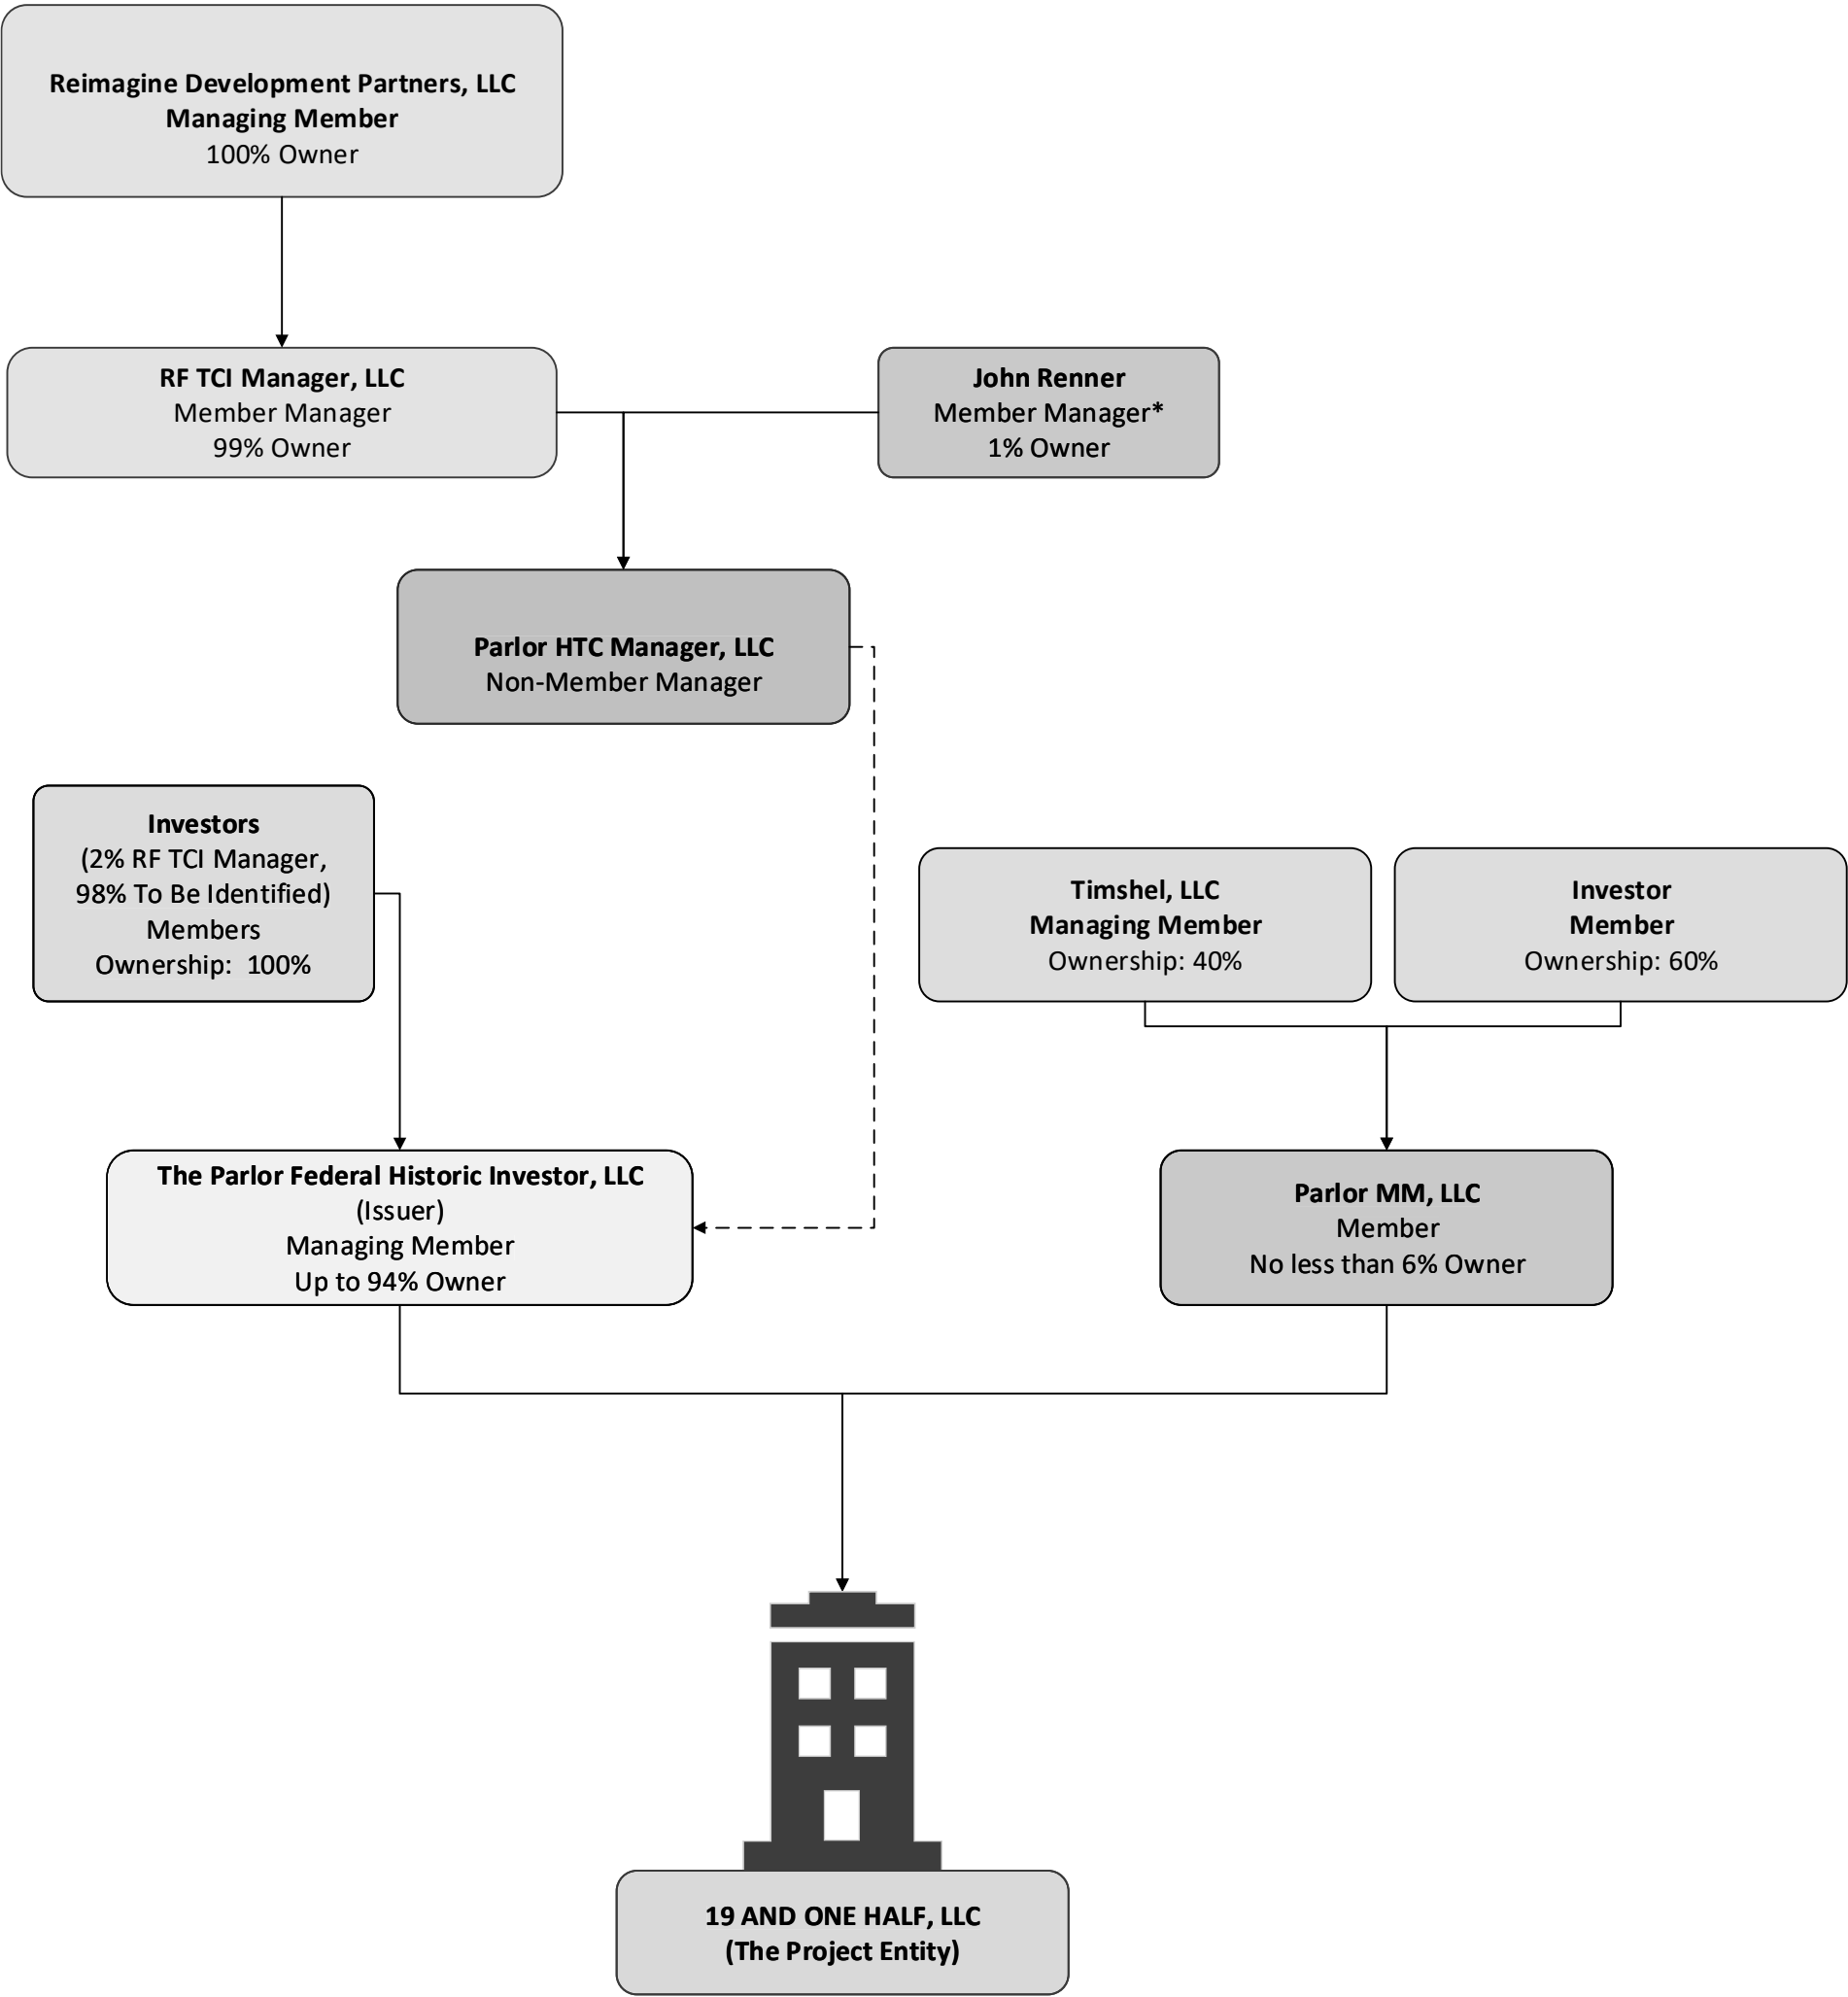 Reimagine Development Partners, LLC
Managing Member
100% Owner
RF TCI Manager, LLC
Member Manager
99% Owner
John Renner
Member Manager*
1% Owner
Parlor HTC Manager, LLC
Non-Member Manager
Investors
(2% RF TCI Manager,
98% To Be Identified)
Members
Ownership:  100%
Timshel, LLC
Managing Member
Ownership: 40%
Investor
Member
Ownership: 60%
The Parlor Federal Historic Investor, LLC
(Issuer)
Managing Member
Up to 94% Owner
Parlor MM, LLC
Member
No less than 6% Owner
19 AND ONE HALF, LLC
(The Project Entity)